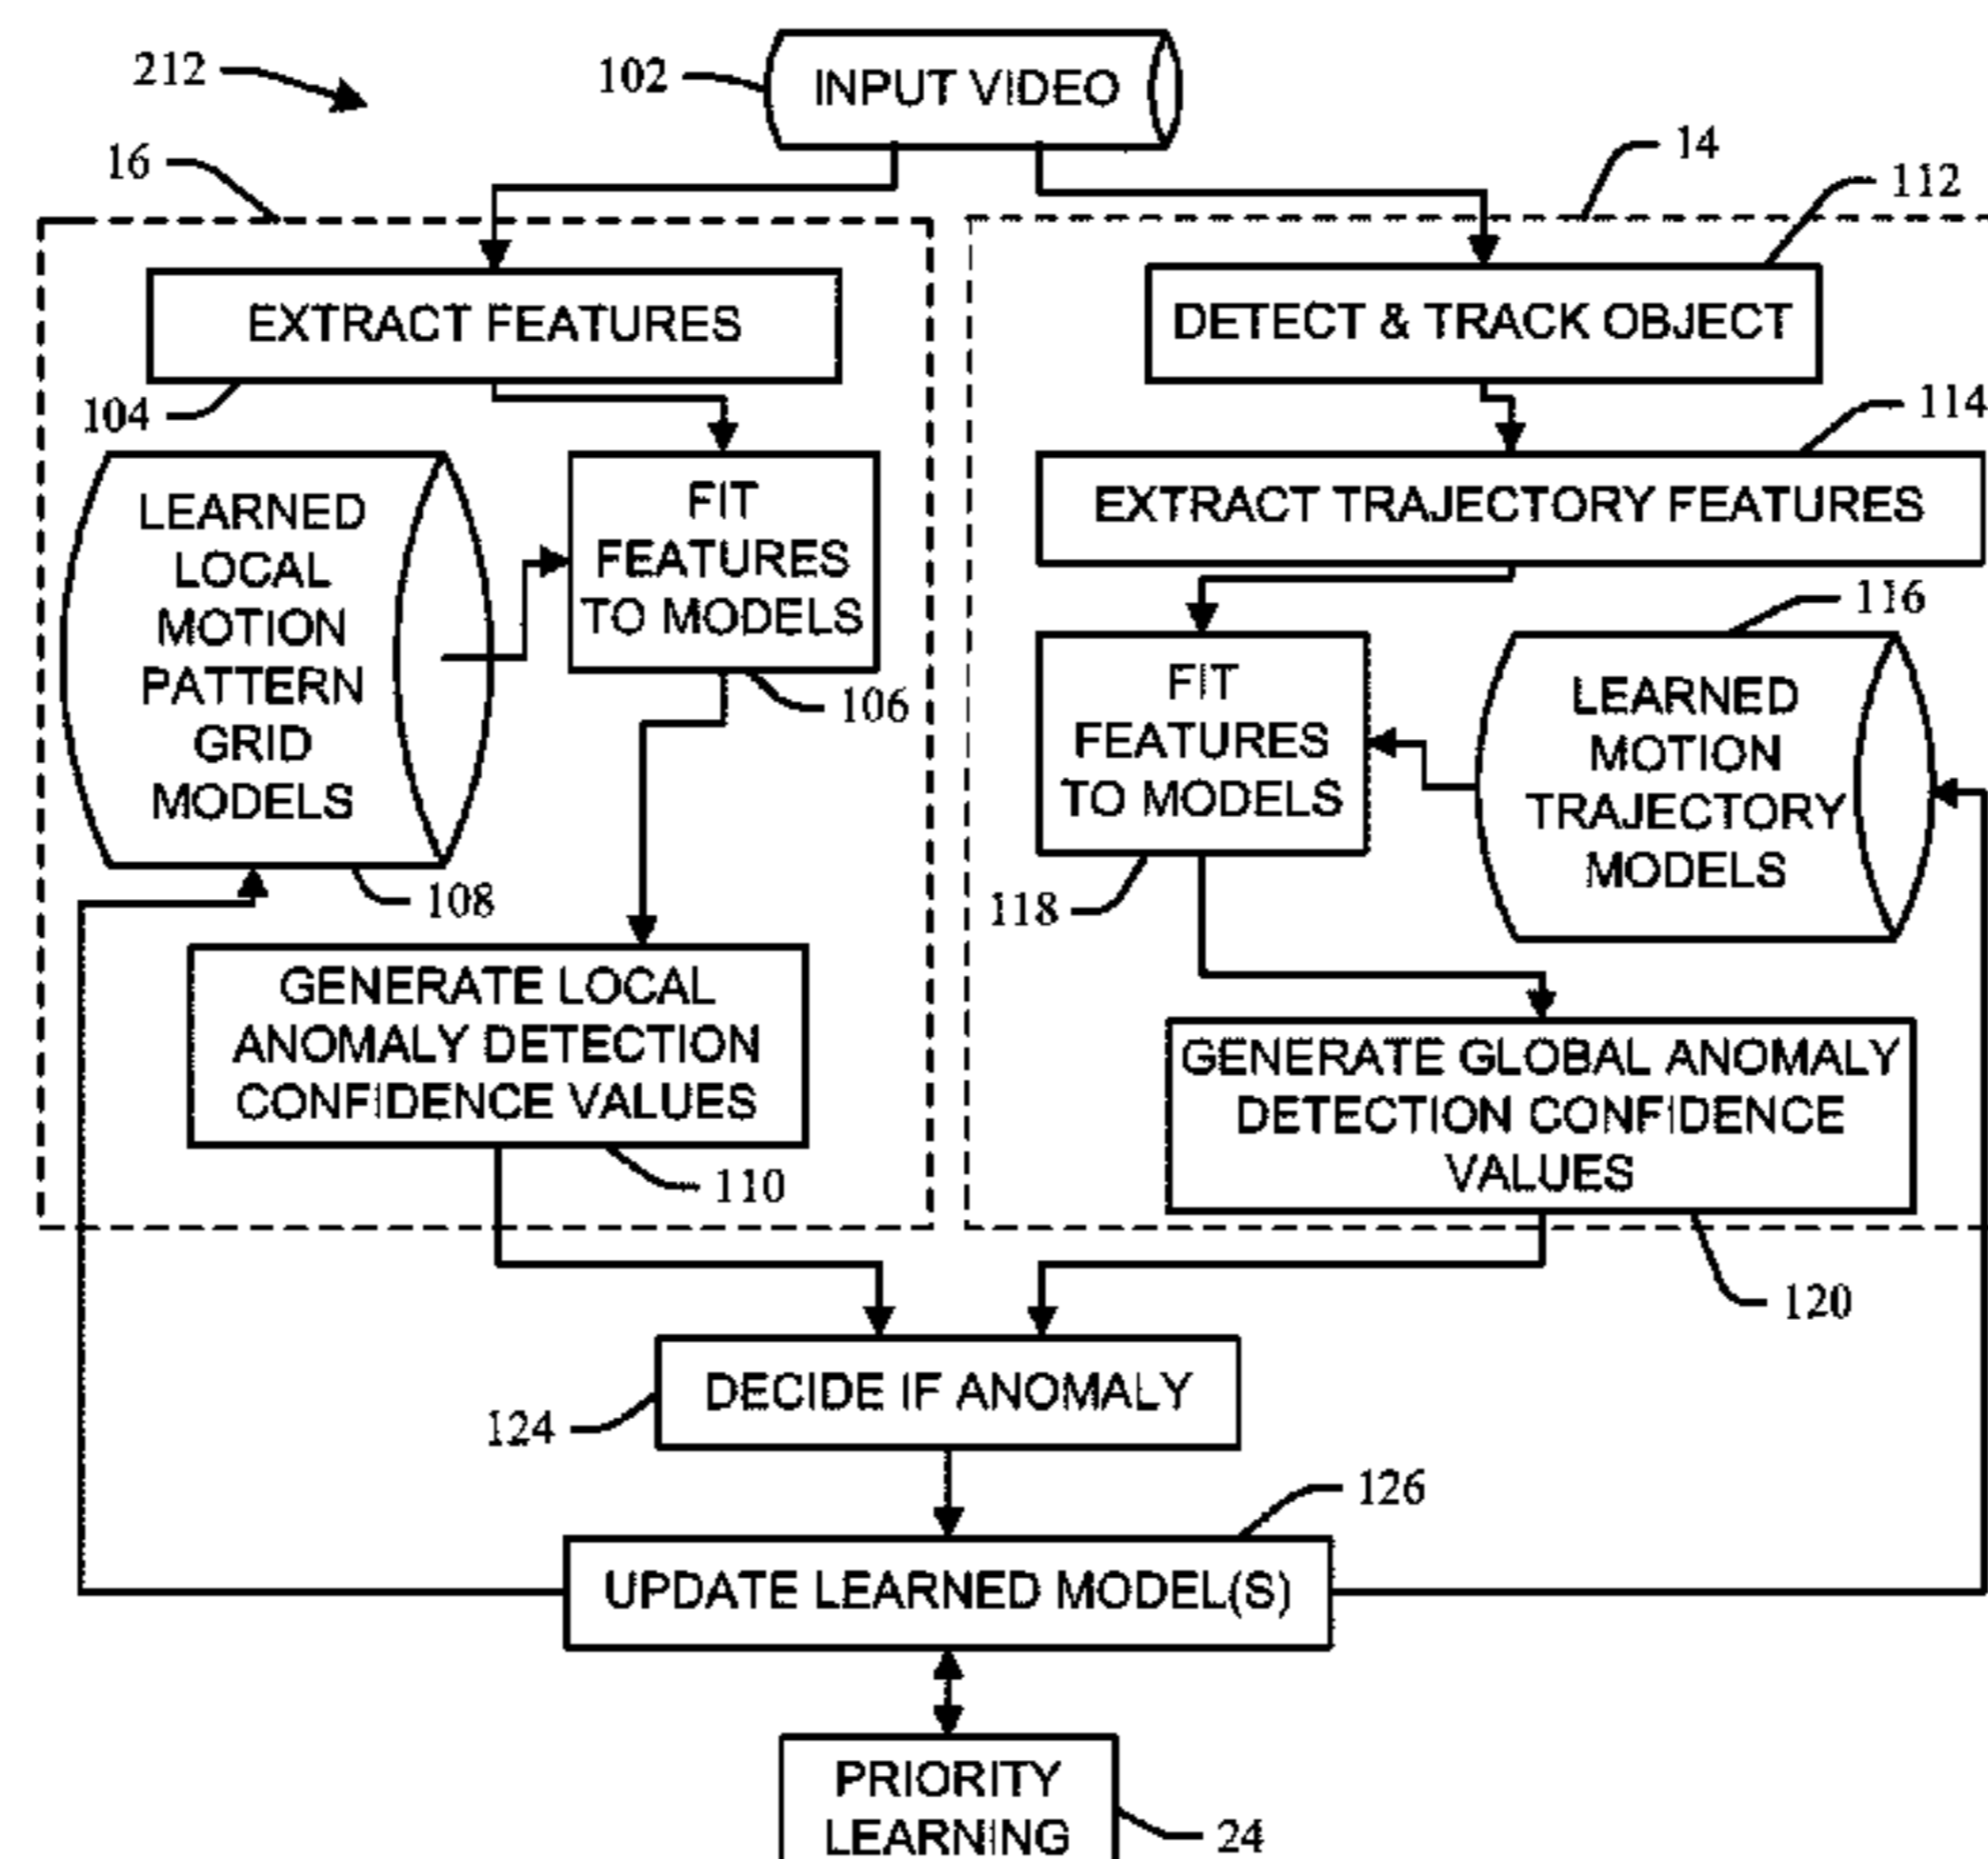 212
102
INPUT VIDEO
16
14
112
EXTRACT FEATURES
DETECT & TRACK OBJECT
104
114
LEARNED
LOCAL
MOTION
PATTERN
GRID
MODELS
FIT
FEATURES
TO MODELS
EXTRACT TRAJECTORY FEATURES
106
116
108
FIT
FEATURES
TO MODELS
LEARNED
MOTION
TRAJECTORY
MODELS
118
GENERATE LOCAL
ANOMALY DETECTION
CONFIDENCE VALUES
110
GENERATE GLOBAL ANOMALY
DETECTION CONFIDENCE
VALUES
120
DECIDE IF ANOMALY
124
126
UPDATE LEARNED MODEL(S)
PRIORITY
LEARNING
24